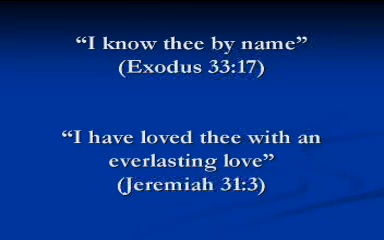 “I know thee by name”
(Exodus 33:17)
“I have loved thee with an
everlasting love”
(Jeremiah 31:3)